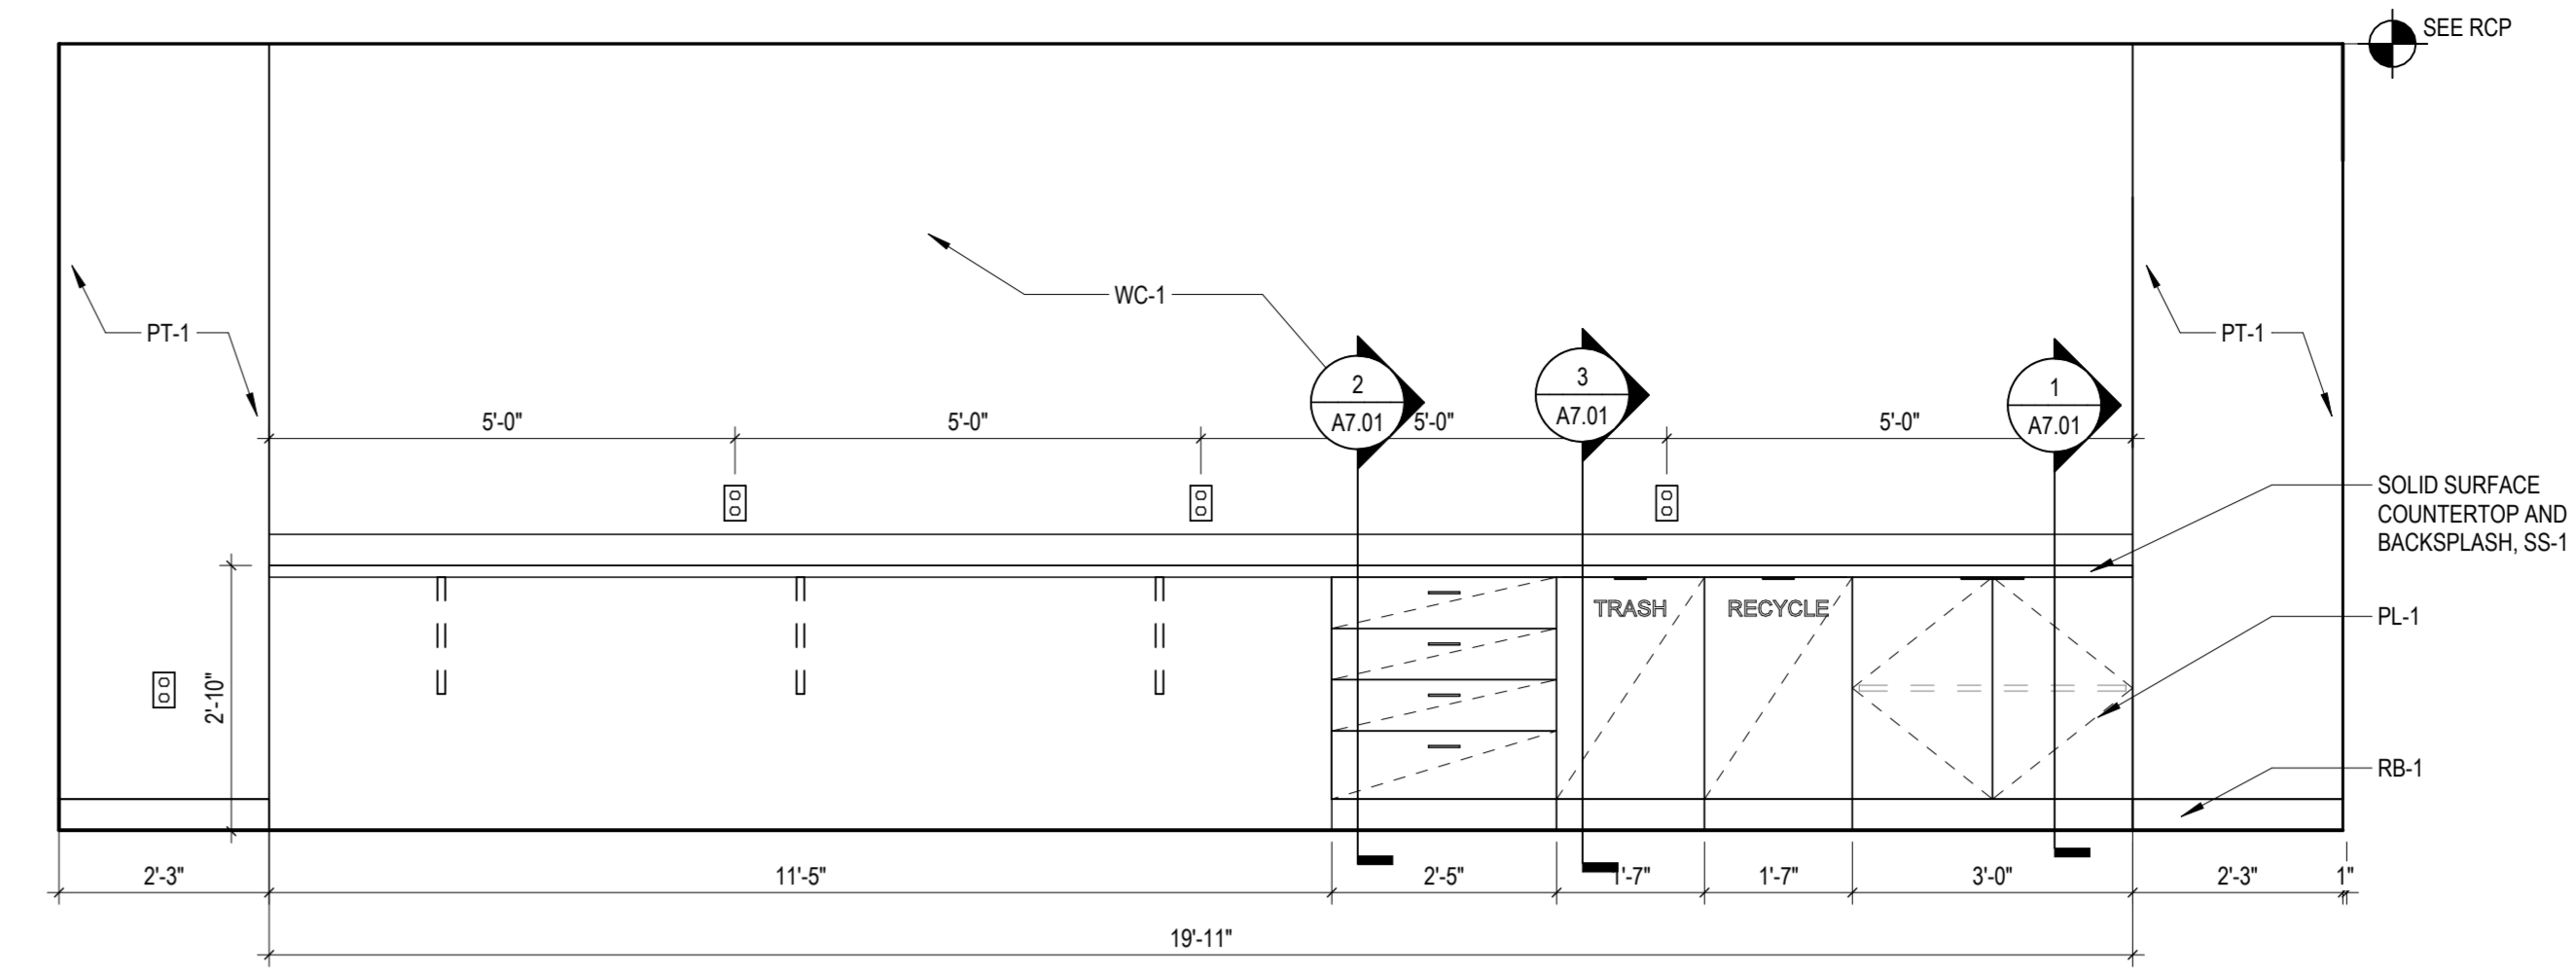 SEE RCP
WC-1
PT-1
PT-1
2
A7.01
3
A7.01
1
A7.01
5'-0"
5'-0"
5'-0"
5'-0"
SOLID SURFACE
COUNTERTOP AND
BACKSPLASH, SS-1
TRASH
RECYCLE
PL-1
2'-10"
RB-1
2'-3"
11'-5"
2'-5"
1'-7"
1'-7"
3'-0"
2'-3"
1"
19'-11"